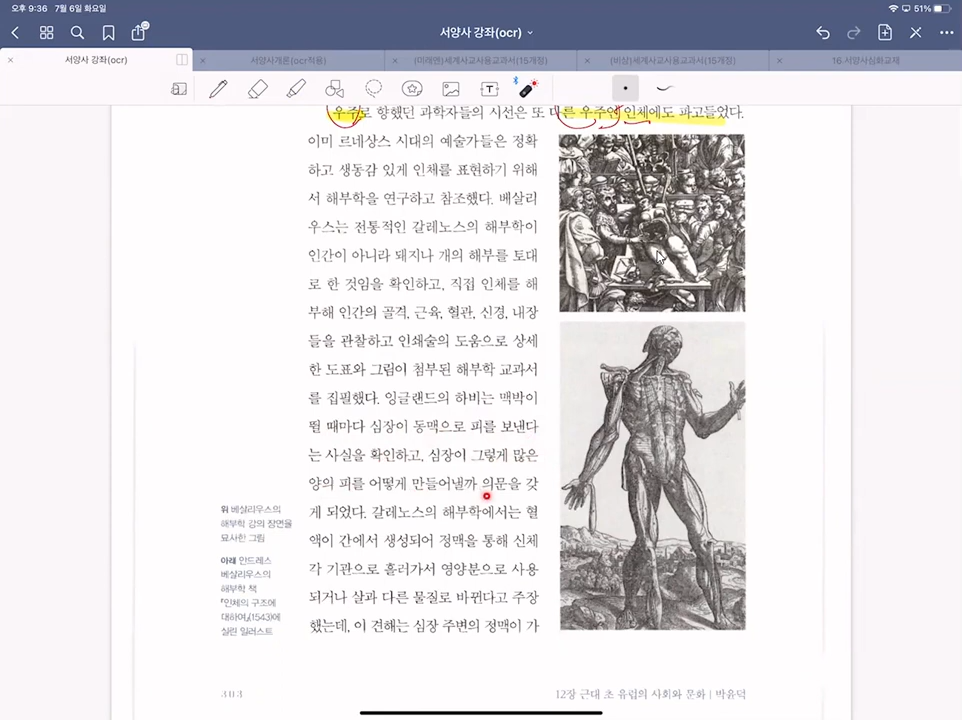 오후 9:36 7월 6일 화요일
51%
서양사 강좌(ocr)
서양사 강좌(ocr)
서양사개론(ocr적용)
(미래엔)세계사교사용교과서(15개정)
(비상)세계사교사용교과서(15개정)
16.서양사심화교재
우주로 향했던 과학자들의 시선은 또 다른 우주인 인체에도 파고들었다.
이미 르네상스 시대의 예술가들은 정확
하고 생동감 있게 인체를 표현하기 위해
서 해부학을 연구하고 참조했다. 베살리
우스는 전통적인 갈레노스의 해부학이
인간이 아니라 돼지나 개의 해부를 토대
로 한 것임을 확인하고, 직접 인체를 해
부해 인간의 골격, 근육, 혈관, 신경, 내장
들을 관찰하고 인쇄술의 도움으로 상세
한 도표와 그림이 첨부된 해부학 교과서
를 집필했다. 잉글랜드의 하비는 맥박이
뛸 때마다 심장이 동맥으로 피를 보낸다
는 사실을 확인하고, 심장이 그렇게 많은
양의 피를 어떻게 만들어낼까 의문을 갖
게 되었다. 갈레노스의 해부학에서는 혈
액이 간에서 생성되어 정맥을 통해 신체
각 기관으로 흘러가서 영양분으로 사용
되거나 살과 다른 물질로 바뀐다고 주장
했는데, 이 견해는 심장 주변의 정맥이 가
위 베살리우스의
해부학 강의 장면을
묘사한 그림
아래 안드레스
베살리우스의
해부학 책
『인체의 구조에
대하여』(1543)에
실린 일러스트
12장 근대 초 유럽의 사회와 문화 | 박윤덕